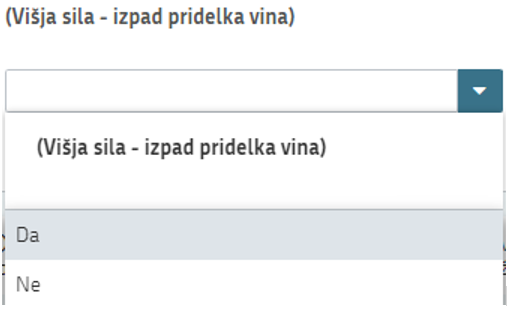 (Višja sila - izpad pridelka vina)
(Višja sila - izpad pridelka vina)
Da
Ne